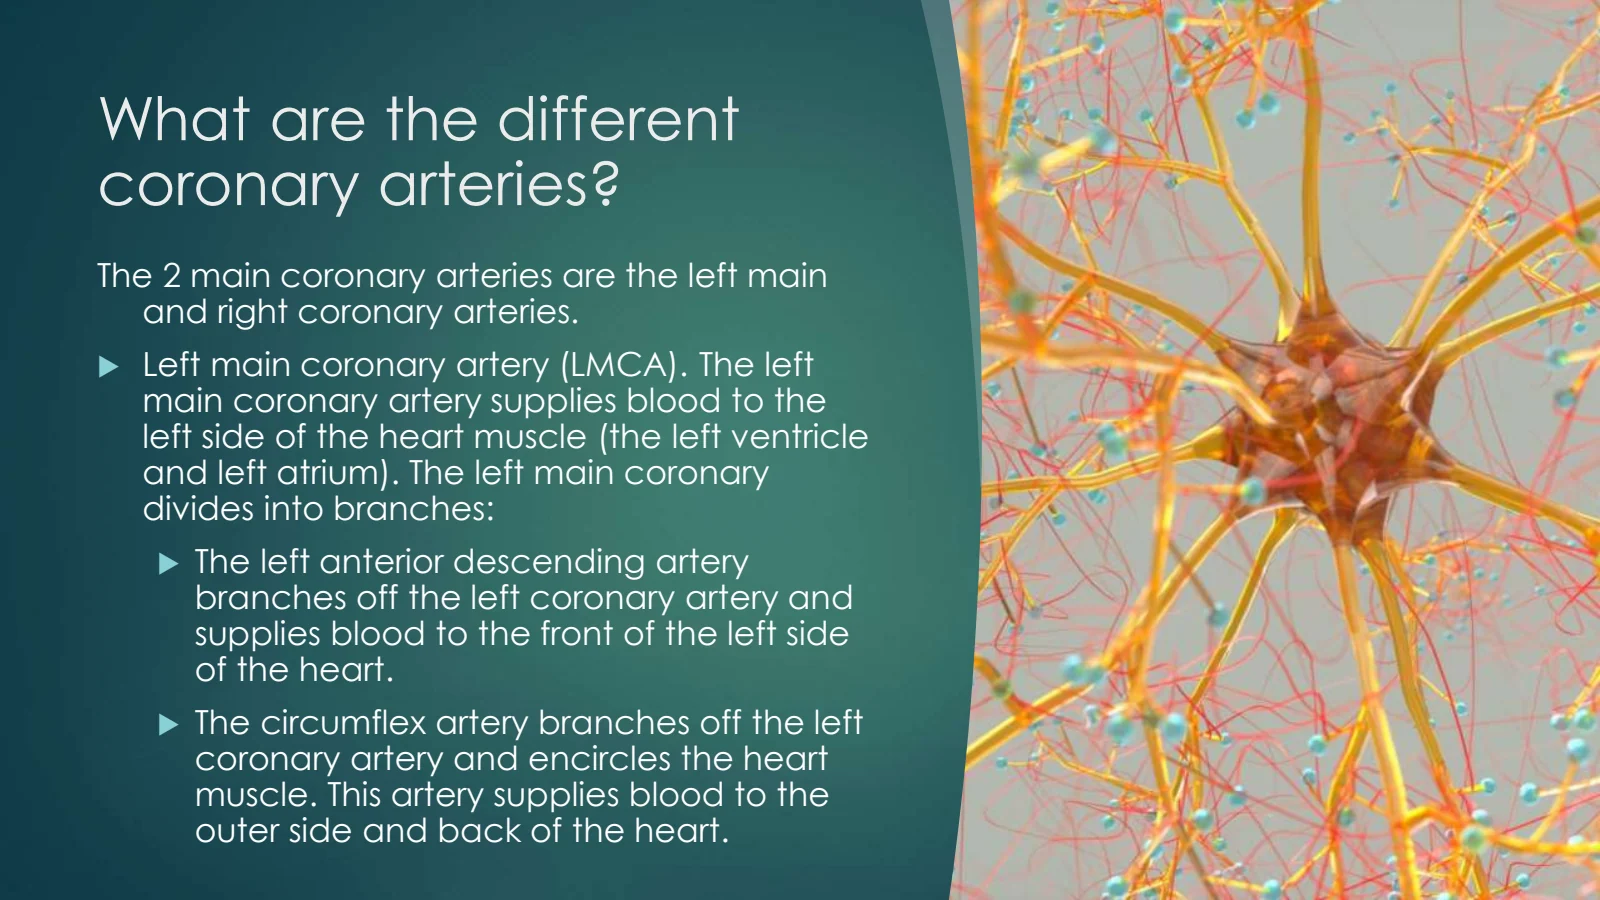 What are the different
coronary arteries?
The 2 main coronary arteries are the left main
and right coronary arteries.
Left main coronary artery (LMCA). The left
main coronary artery supplies blood to the
left side of the heart muscle (the left ventricle
and left atrium). The left main coronary
divides into branches:
The left anterior descending artery
branches off the left coronary artery and
supplies blood to the front of the left side
of the heart.
The circumflex artery branches off the left
coronary artery and encircles the heart
muscle. This artery supplies blood to the
outer side and back of the heart.